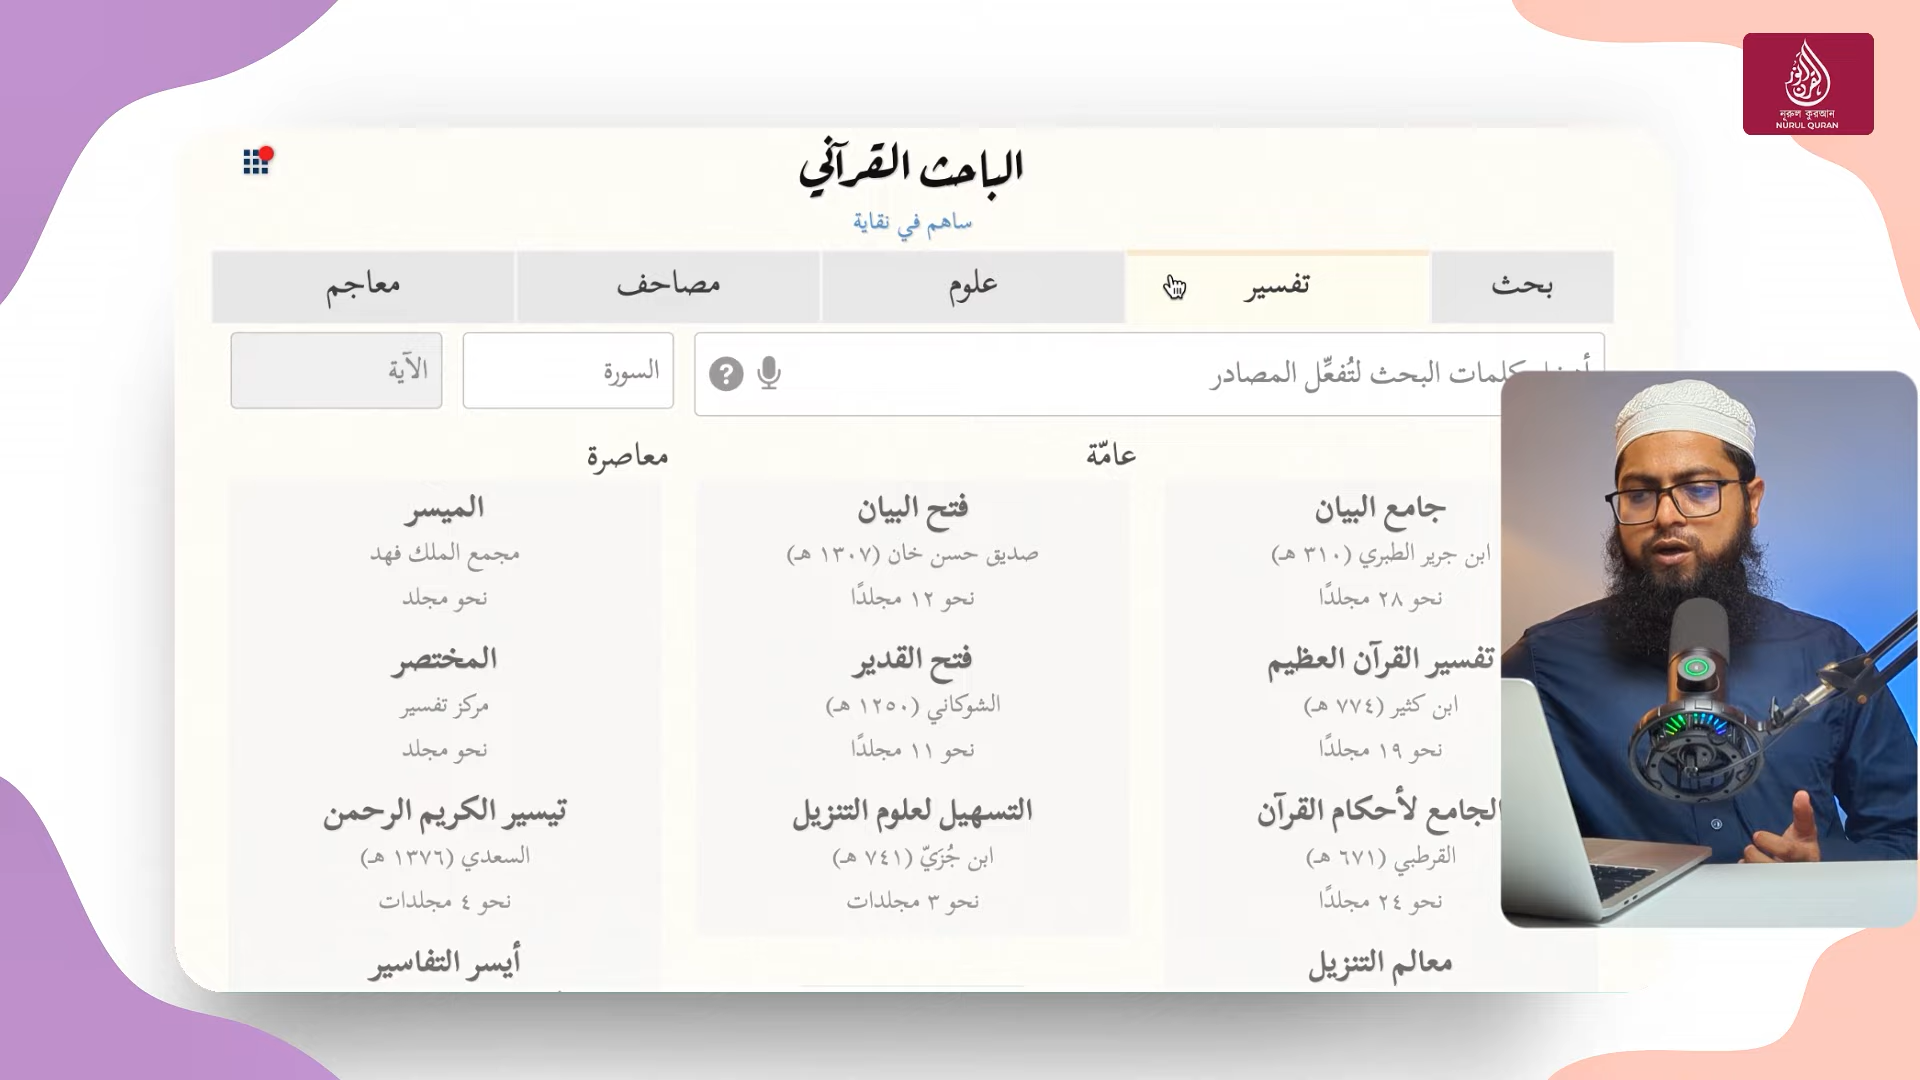 النور
القرآن
নূরুল কুরআন
NURUL QURAN
الباحث القرآني
ساهم في نقاية
بحث
تفسير
علوم
مصاحف
معاجم
كلمات البحث لتُفعِّل المصادر
السورة
الآية
عامّة
معاصرة
جامع البيان
ابن جرير الطبري (٣١٠ هـ)
نحو ٢٨ مجلدًا
تفسير القرآن العظيم
ابن كثير (٧٧٤ هـ)
نحو ١٩ مجلدًا
الجامع لأحكام القرآن
القرطبي (٦٧١ هـ)
نحو ٢٤ مجلدًا
معالم التنزيل
فتح البيان
صديق حسن خان (١٣٠٧ هـ)
نحو ١٢ مجلدًا
فتح القدير
الشوكاني (١٢٥٠ هـ)
نحو ١١ مجلدًا
التسهيل لعلوم التنزيل
ابن جُزَيّ (٧٤١ هـ)
نحو ٣ مجلدات
الميسر
مجمع الملك فهد
نحو مجلد
المختصر
مركز تفسير
نحو مجلد
تيسير الكريم الرحمن
السعدي (١٣٧٦ هـ)
نحو ٤ مجلدات
أيسر التفاسير